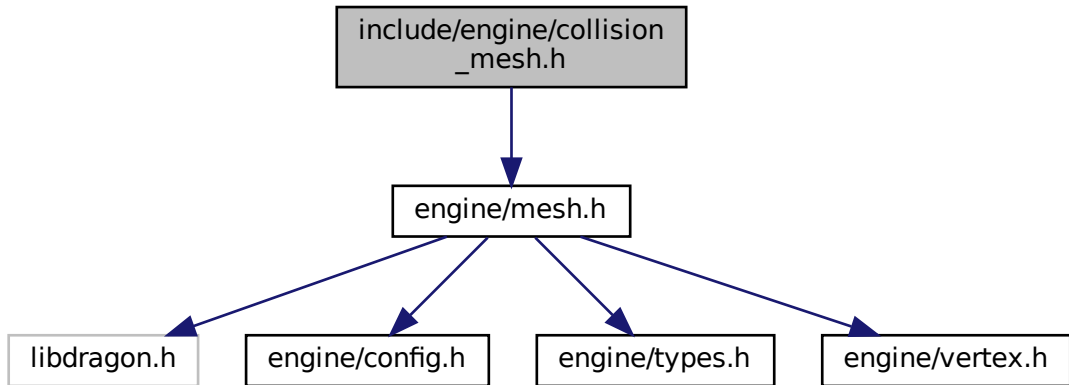 include/engine/collision
_mesh.h
engine/mesh.h
libdragon.h
engine/config.h
engine/types.h
engine/vertex.h